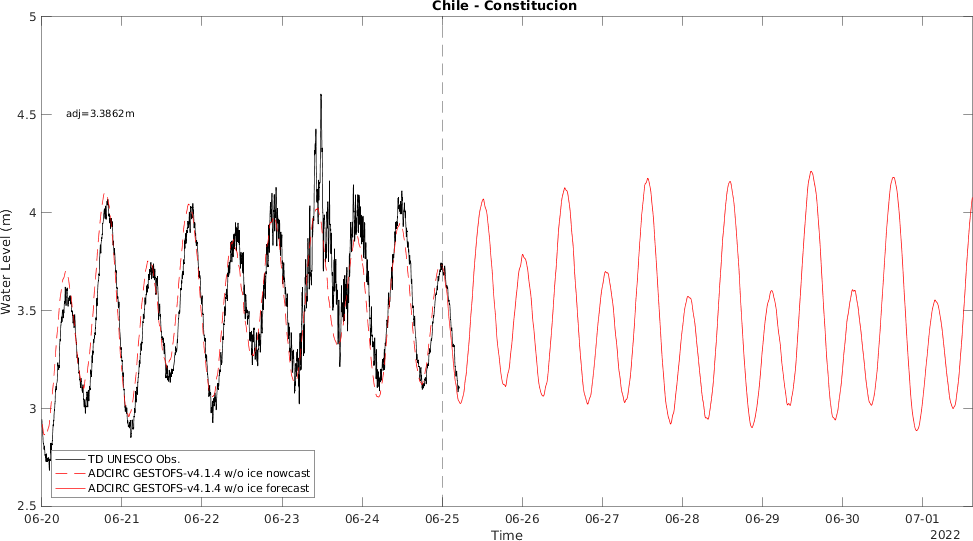 Chile - Constitucion
5
4.5
4
3.5
3
2.5
Water Level (m)
adj=3.3862m
TD UNESCO Obs.
ADCIRC GESTOFS-v4.1.4 w/o ice nowcast
ADCIRC GESTOFS-v4.1.4 w/o ice forecast
06-20 06-21 06-22 06-23 06-24 06-25 06-26 06-27 06-28 06-29 06-30 07-01
Time
2022